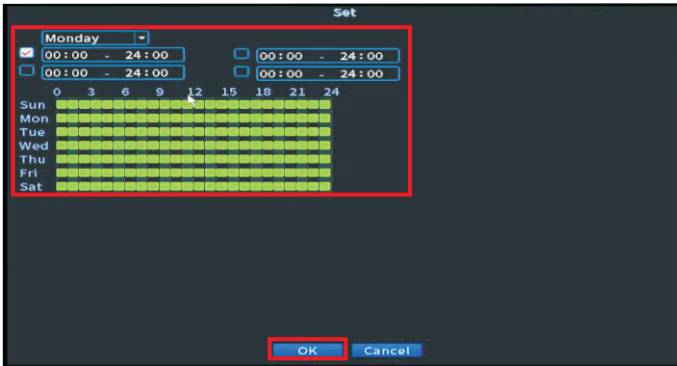 Set
Monday
00:00 - 24:00 00:00 - 24:00
00:00 - 24:00 00:00 - 24:00
0 3 6 9 12 15 18 21 24
Sun
Mon
Tue
Wed
Thu
Fri
Sat
OK Cancel